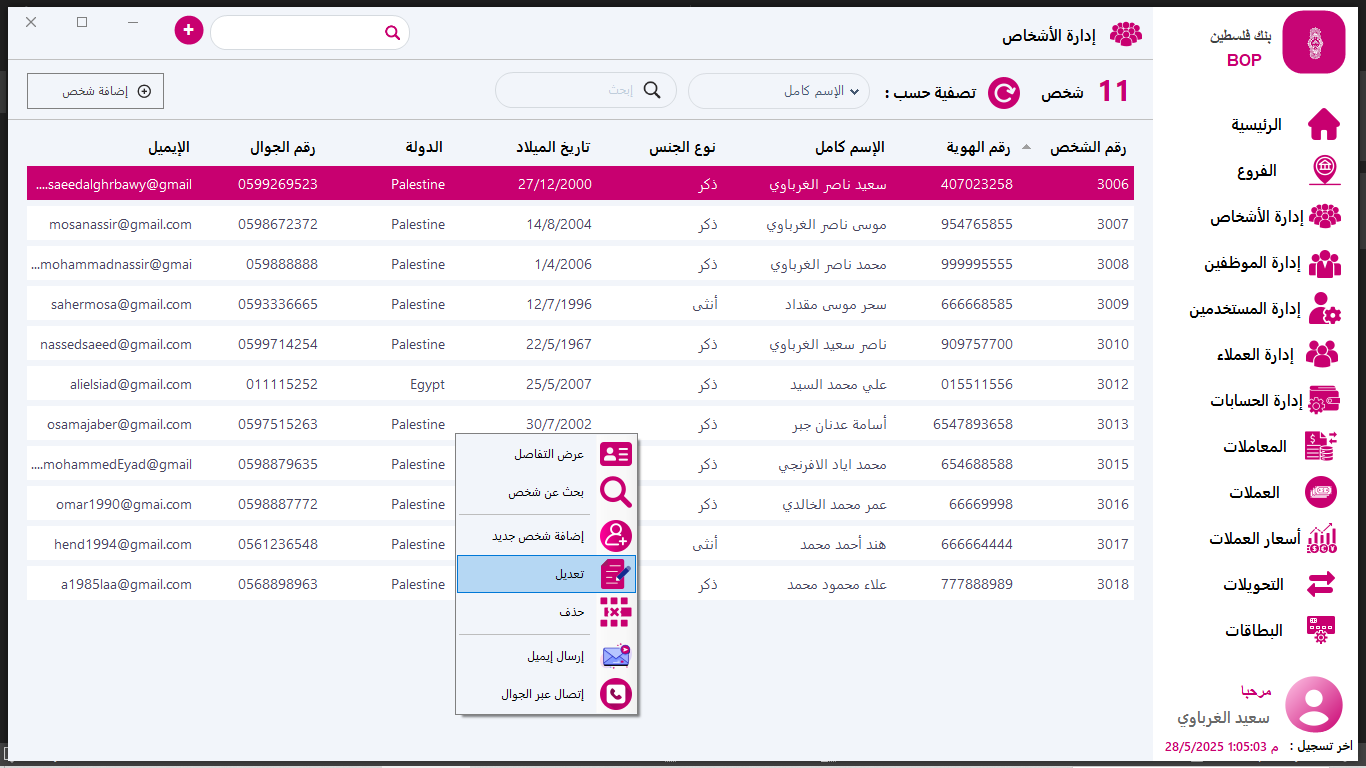 بنك فلسطين
BOP
الرئيسية
الفروع
إدارة الأشخاص
إدارة الموظفين
إدارة المستخدمين
إدارة العملاء
إدارة الحسابات
المعاملات
العملات
أسعار العملات
التحويلات
البطاقات
مرحبا
سعيد الغرباوي
اخر تسجيل : 28/5/2025 1:05:03 م
إدارة الأشخاص
11 شخص تصفية حسب : الإسم كامل إبحث إضافة شخص
رقم الشخص رقم الهوية الإسم كامل نوع الجنس تاريخ الميلاد الدولة رقم الجوال الإيميل
3006 407023258 سعيد ناصر الغرباوي ذكر 27/12/2000 Palestine 0599269523 saeedalghrbawy@gmail...
3007 954765855 موسى ناصر الغرباوي ذكر 14/8/2004 Palestine 0598672372 mosanassir@gmail.com
3008 999995555 محمد ناصر الغرباوي ذكر 1/4/2006 Palestine 059888888 mohammadnassir@gmai...
3009 666668585 سحر موسى مقداد أنثى 12/7/1996 Palestine 0593336665 sahermosa@gmail.com
3010 909757700 ناصر سعيد الغرباوي ذكر 22/5/1967 Palestine 0599714254 nassedsaeed@gmail.com
3012 015511556 علي محمد السيد ذكر 25/5/2007 Egypt 011115252 alielsiad@gmail.com
3013 6547893658 أسامة عدنان جبر ذكر 30/7/2002 Palestine 0597515263 osamajaber@gmail.com
3015 654688588 محمد اياد الافرنجي ذكر Palestine 0598879635 mohammedEyad@gmail...
3016 66669998 عمر محمد الخالدي ذكر Palestine 0598887772 omar1990@gmai.com
3017 666664444 هند أحمد محمد أنثى Palestine 0561236548 hend1994@gmail.com
3018 777888989 علاء محمود محمد ذكر Palestine 0568898963 a1985laa@gmail.com
عرض التفاصل
بحث عن شخص
إضافة شخص جديد
تعديل
حذف
إرسال إيميل
إتصال عبر الجوال